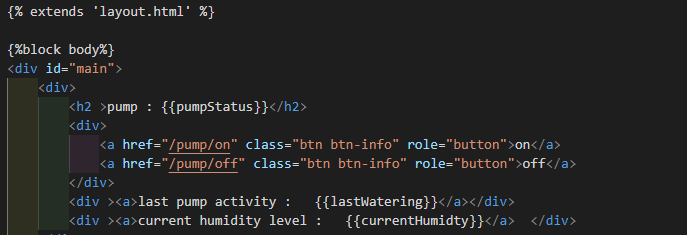 {% extends 'layout.html' %}
{%block body%}
<div id="main">
<div>
<h2 >pump : {{pumpStatus}}</h2>
<div>
<a href="/pump/on" class="btn btn-info" role="button">on</a>
<a href="/pump/off" class="btn btn-info" role="button">off</a>
</div>
<div ><a>last pump activity :   {{lastWatering}}</a></div>
<div ><a>current humidity level :   {{currentHumidty}}</a>  </div>